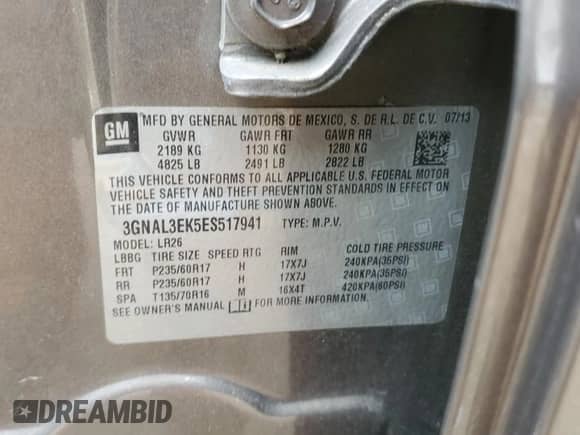 GM
MFD BY GENERAL MOTORS DE MEXICO, S. DE R.L. DE C.V. 07/13
GVWR GAWR FRT GAWR RR
2189 KG 1130 KG 1280 KG
4825 LB 2491 LB 2822 LB
THIS VEHICLE CONFORMS TO ALL APPLICABLE U.S. FEDERAL MOTOR
VEHICLE SAFETY AND THEFT PREVENTION STANDARDS IN EFFECT ON
THE DATE OF MANUFACTURE SHOWN ABOVE.
3GNAL3EK5ES517941 TYPE: M.P.V.
MODEL: LR26
LBBG TIRE SIZE SPEED RTG RIM COLD TIRE PRESSURE
FRT P235/60R17 H 17X7J 240KPA(35PSI)
RR P235/60R17 H 17X7J 240KPA(35PSI)
SPA T135/70R16 M 16X4T 420KPA(60PSI)
SEE OWNER'S MANUAL FOR MORE INFORMATION.
DREAMBID